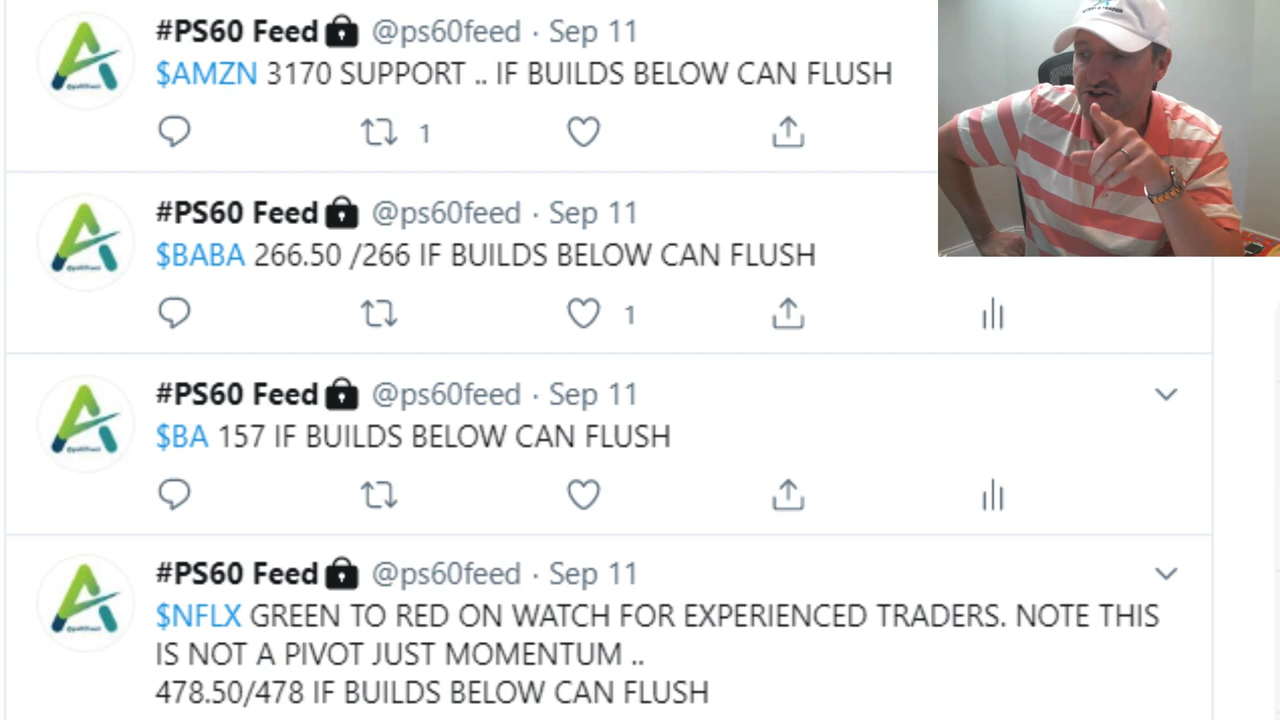 #PS60 Feed🔒 @ps60feed · Sep 11
$AMZN 3170 SUPPORT .. IF BUILDS BELOW CAN FLUSH
1
#PS60 Feed🔒 @ps60feed · Sep 11
$BABA 266.50 /266 IF BUILDS BELOW CAN FLUSH
1
#PS60 Feed🔒 @ps60feed · Sep 11
$BA 157 IF BUILDS BELOW CAN FLUSH
#PS60 Feed🔒 @ps60feed · Sep 11
$NFLX GREEN TO RED ON WATCH FOR EXPERIENCED TRADERS. NOTE THIS
IS NOT A PIVOT JUST MOMENTUM ..
478.50/478 IF BUILDS BELOW CAN FLUSH